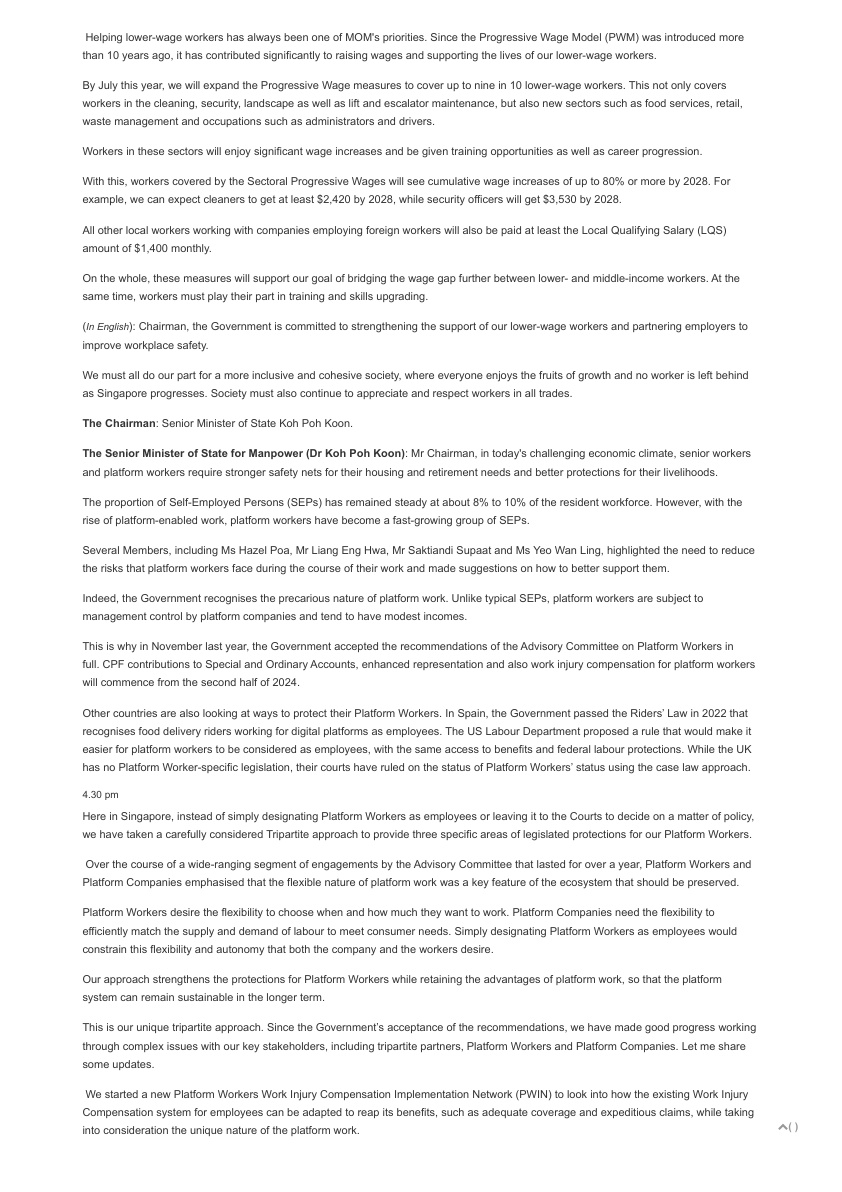 Helping lower-wage workers has always been one of MOM's priorities. Since the Progressive Wage Model (PWM) was introduced more
than 10 years ago, it has contributed significantly to raising wages and supporting the lives of our lower-wage workers.
By July this year, we will expand the Progressive Wage measures to cover up to nine in 10 lower-wage workers. This not only covers
workers in the cleaning, security, landscape as well as lift and escalator maintenance, but also new sectors such as food services, retail,
waste management and occupations such as administrators and drivers.
Workers in these sectors will enjoy significant wage increases and be given training opportunities as well as career progression.
With this, workers covered by the Sectoral Progressive Wages will see cumulative wage increases of up to 80% or more by 2028. For
example, we can expect cleaners to get at least $2,420 by 2028, while security officers will get $3,530 by 2028.
All other local workers working with companies employing foreign workers will also be paid at least the Local Qualifying Salary (LQS)
amount of $1,400 monthly.
On the whole, these measures will support our goal of bridging the wage gap further between lower- and middle-income workers. At the
same time, workers must play their part in training and skills upgrading.
(In English): Chairman, the Government is committed to strengthening the support of our lower-wage workers and partnering employers to
improve workplace safety.
We must all do our part for a more inclusive and cohesive society, where everyone enjoys the fruits of growth and no worker is left behind
as Singapore progresses. Society must also continue to appreciate and respect workers in all trades.
The Chairman: Senior Minister of State Koh Poh Koon.
The Senior Minister of State for Manpower (Dr Koh Poh Koon): Mr Chairman, in today's challenging economic climate, senior workers
and platform workers require stronger safety nets for their housing and retirement needs and better protections for their livelihoods.
The proportion of Self-Employed Persons (SEPs) has remained steady at about 8% to 10% of the resident workforce. However, with the
rise of platform-enabled work, platform workers have become a fast-growing group of SEPs.
Several Members, including Ms Hazel Poa, Mr Liang Eng Hwa, Mr Saktiandi Supaat and Ms Yeo Wan Ling, highlighted the need to reduce
the risks that platform workers face during the course of their work and made suggestions on how to better support them.
Indeed, the Government recognises the precarious nature of platform work. Unlike typical SEPs, platform workers are subject to
management control by platform companies and tend to have modest incomes.
This is why in November last year, the Government accepted the recommendations of the Advisory Committee on Platform Workers in
full. CPF contributions to Special and Ordinary Accounts, enhanced representation and also work injury compensation for platform workers
will commence from the second half of 2024.
Other countries are also looking at ways to protect their Platform Workers. In Spain, the Government passed the Riders' Law in 2022 that
recognises food delivery riders working for digital platforms as employees. The US Labour Department proposed a rule that would make it
easier for platform workers to be considered as employees, with the same access to benefits and federal labour protections. While the UK
has no Platform Worker-specific legislation, their courts have ruled on the status of Platform Workers' status using the case law approach.
4.30 pm
Here in Singapore, instead of simply designating Platform Workers as employees or leaving it to the Courts to decide on a matter of policy,
we have taken a carefully considered Tripartite approach to provide three specific areas of legislated protections for our Platform Workers.
Over the course of a wide-ranging segment of engagements by the Advisory Committee that lasted for over a year, Platform Workers and
Platform Companies emphasised that the flexible nature of platform work was a key feature of the ecosystem that should be preserved.
Platform Workers desire the flexibility to choose when and how much they want to work. Platform Companies need the flexibility to
efficiently match the supply and demand of labour to meet consumer needs. Simply designating Platform Workers as employees would
constrain this flexibility and autonomy that both the company and the workers desire.
Our approach strengthens the protections for Platform Workers while retaining the advantages of platform work, so that the platform
system can remain sustainable in the longer term.
This is our unique tripartite approach. Since the Government's acceptance of the recommendations, we have made good progress working
through complex issues with our key stakeholders, including tripartite partners, Platform Workers and Platform Companies. Let me share
some updates.
We started a new Platform Workers Work Injury Compensation Implementation Network (PWIN) to look into how the existing Work Injury
Compensation system for employees can be adapted to reap its benefits, such as adequate coverage and expeditious claims, while taking
into consideration the unique nature of the platform work.
( )